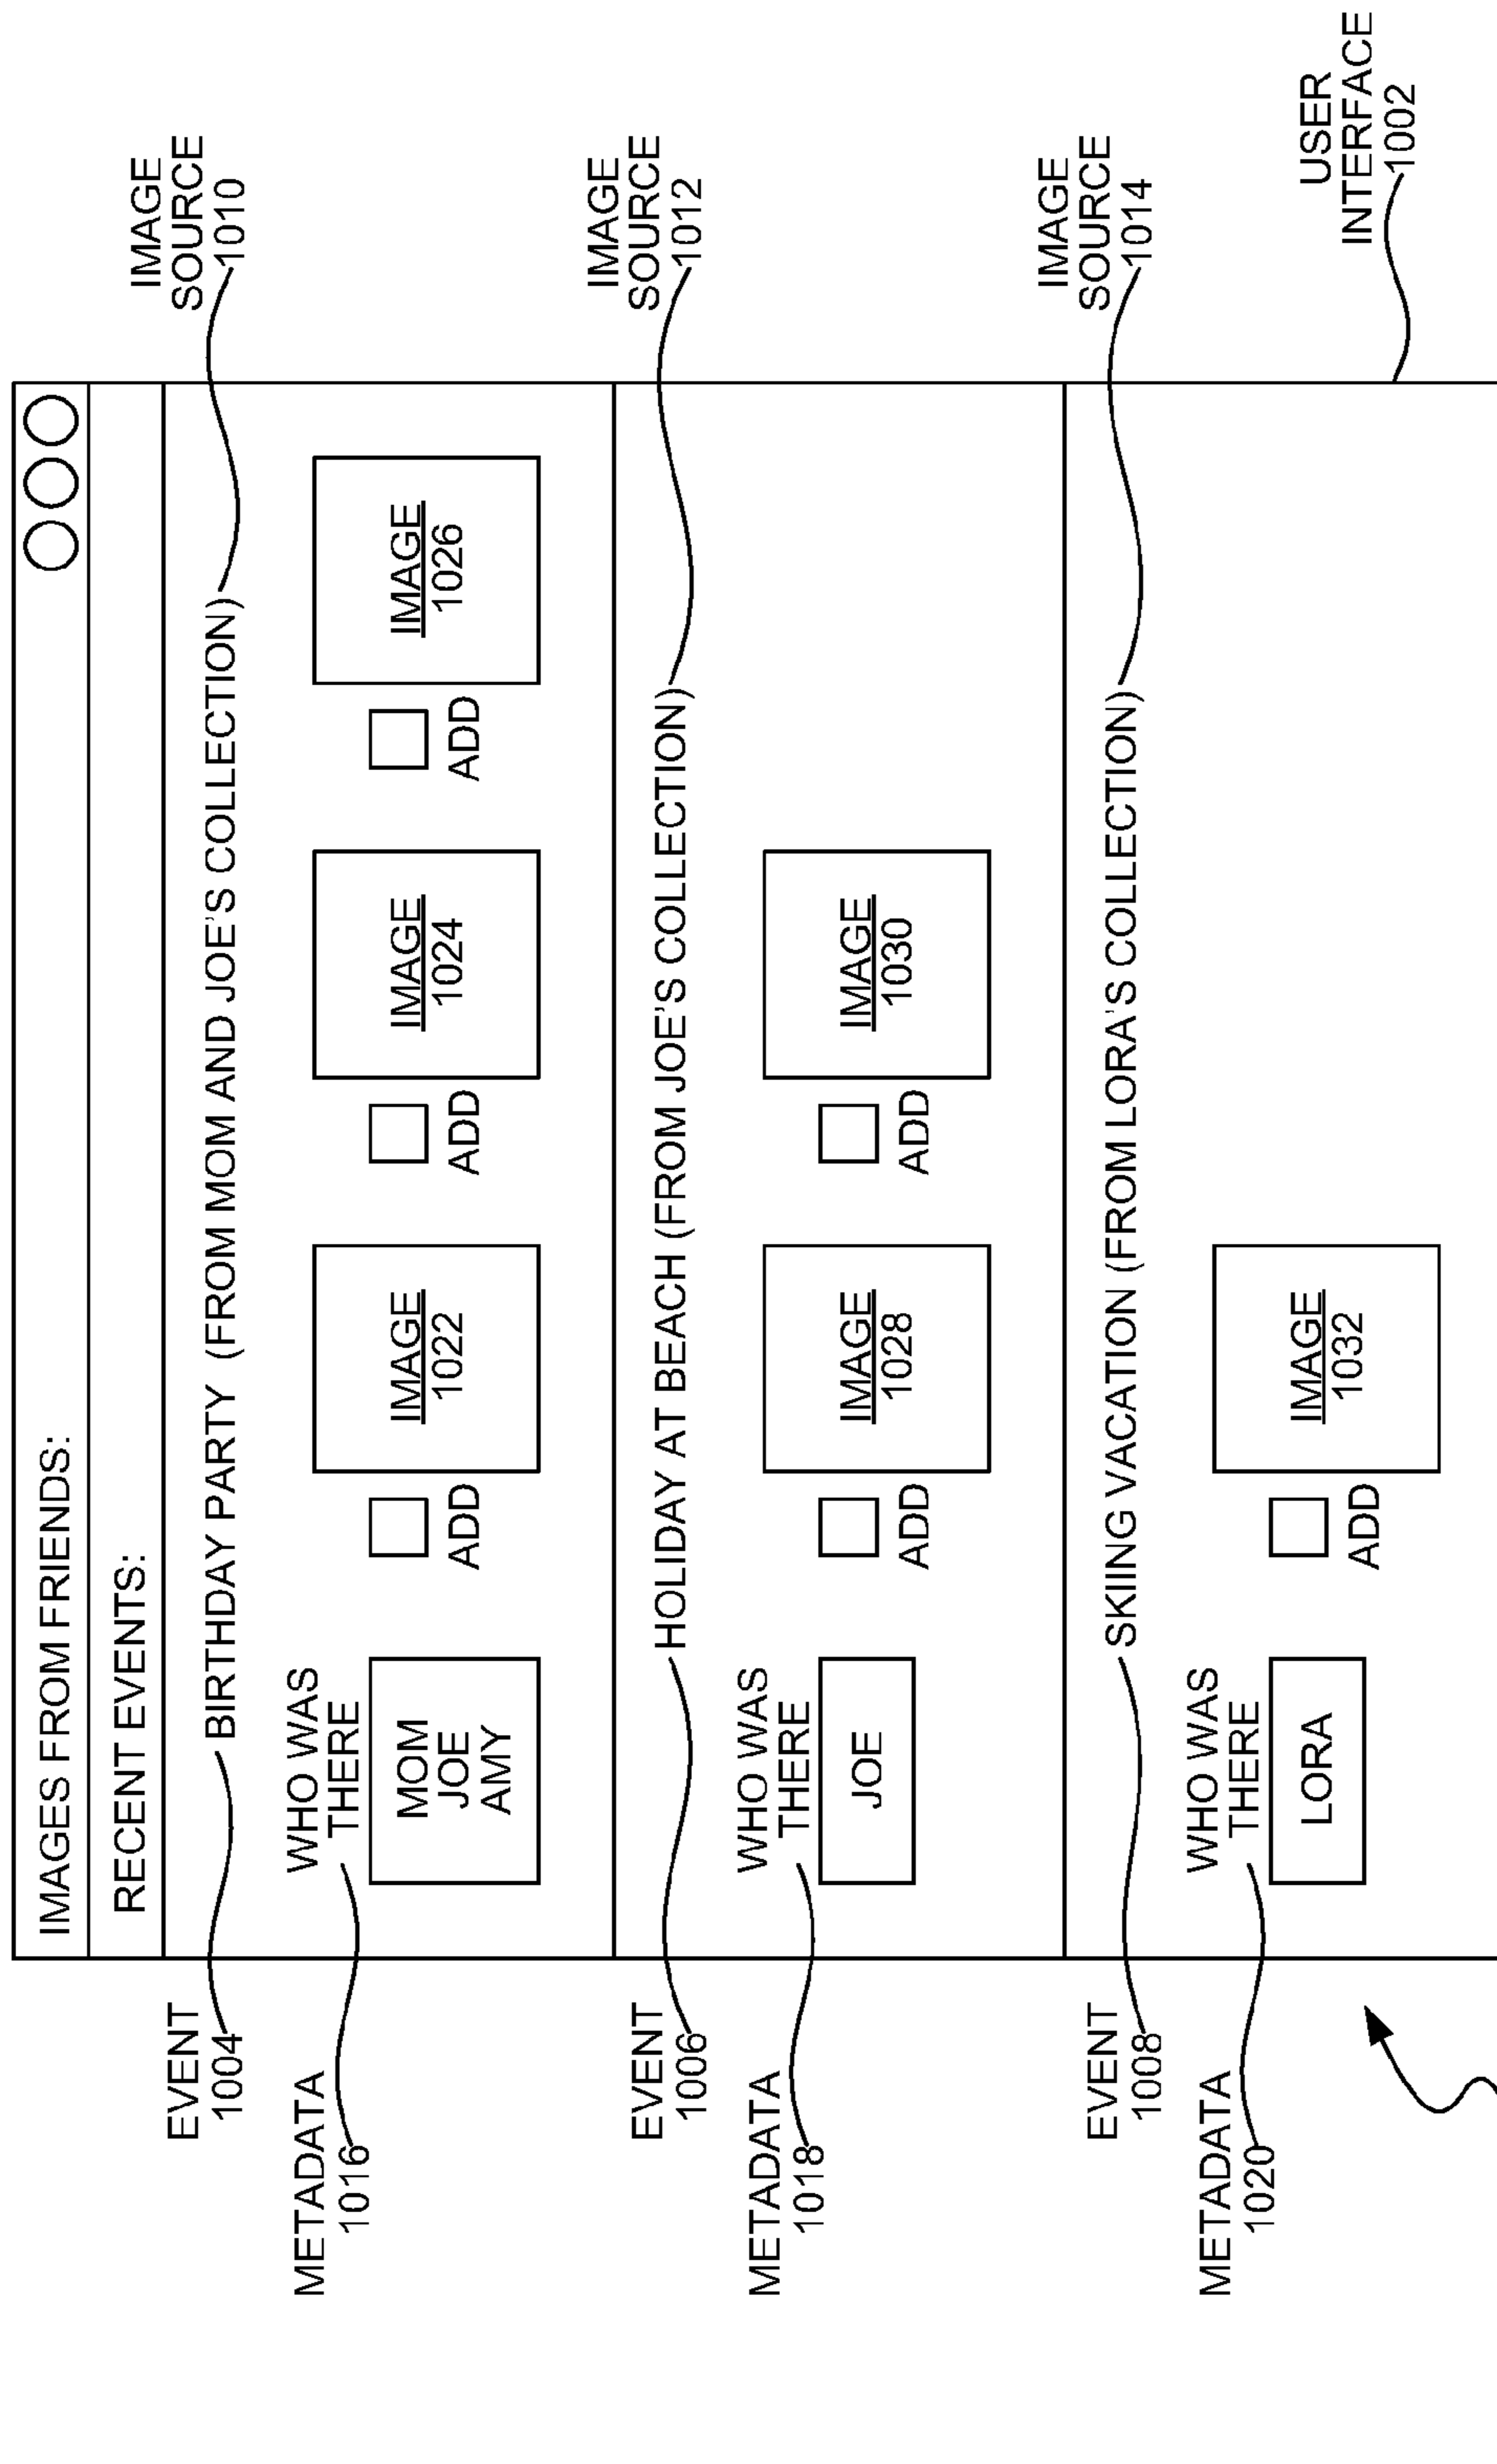 IMAGES FROM FRIENDS:
RECENT EVENTS:
EVENT
1004
BIRTHDAY PARTY (FROM MOM AND JOE'S COLLECTION)
IMAGE
SOURCE
1010
METADATA
1016
WHO WAS
THERE
MOM
JOE
AMY
ADD
IMAGE
1022
ADD
IMAGE
1024
ADD
IMAGE
1026
EVENT
1006
HOLIDAY AT BEACH (FROM JOE'S COLLECTION)
IMAGE
SOURCE
1012
METADATA
1018
WHO WAS
THERE
JOE
ADD
IMAGE
1028
ADD
IMAGE
1030
EVENT
1008
SKIING VACATION (FROM LORA'S COLLECTION)
IMAGE
SOURCE
1014
METADATA
1020
WHO WAS
THERE
LORA
ADD
IMAGE
1032
USER
INTERFACE
1002